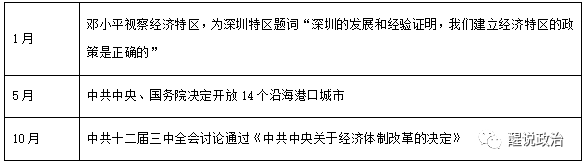 邓小平视察经济特区，为深圳特区题词“深圳的发展和经验证明，我们建立经济特区的政
1 月
策是正确的”
5 月
中共中央、国务院决定开放 14 个沿海港口城市
10 月
中共十二届三中全会讨论通过《中共中央关于经济体制改革的决定》
醒说政治